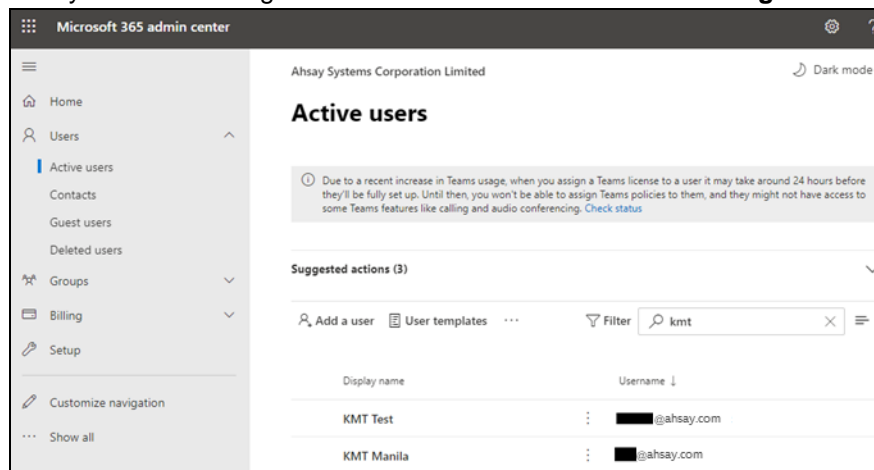 Microsoft 365 admin center
?
Ahsay Systems Corporation Limited
Dark mode
Home
Active users
Users
Active users
Contacts
Guest users
Deleted users
Groups
Billing
Setup
Customize navigation
Show all
Due to a recent increase in Teams usage, when you assign a Teams license to a user it may take around 24 hours before
they'll be fully set up. Until then, you won't be able to assign Teams policies to them, and they might not have access to
some Teams features like calling and audio conferencing. Check status
Suggested actions (3)
Add a user User templates ... Filter kmt
Display name Username ↓
KMT Test @ahsay.com
KMT Manila @ahsay.com